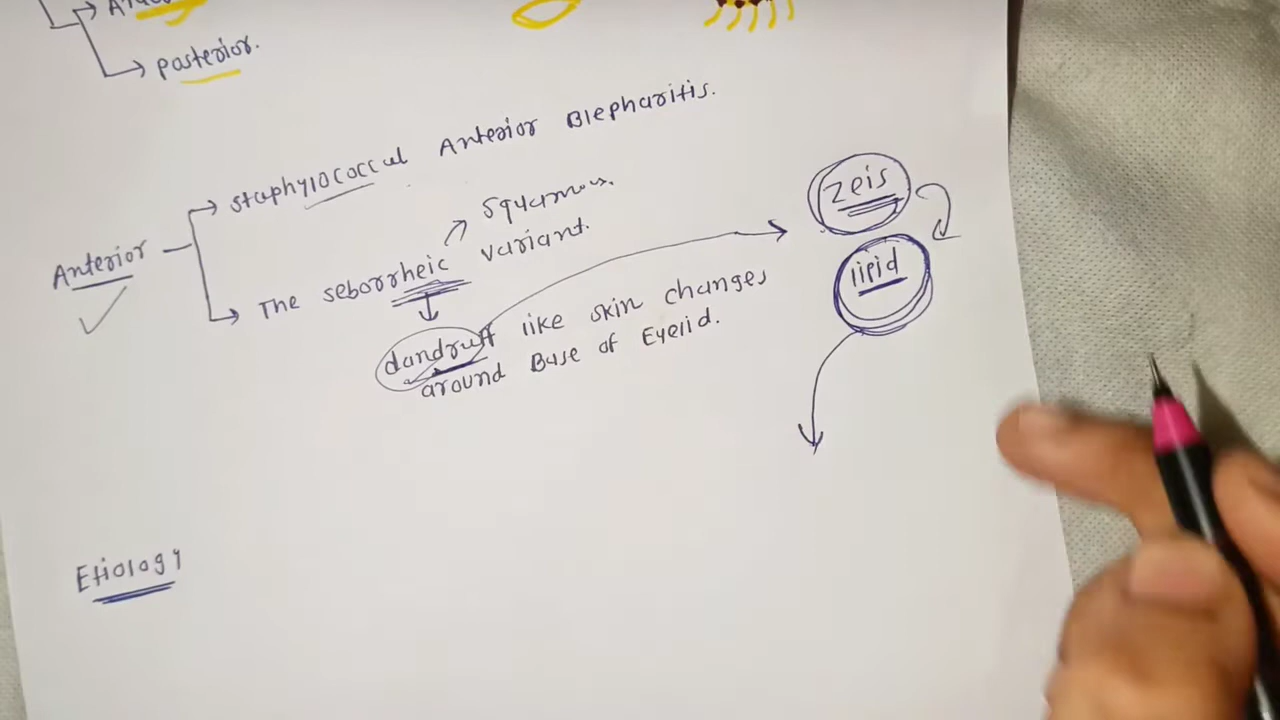 posterior.
staphylococcal Anterior Blepharitis.
Anterior
The seborrheic
squamous
variant.
dandruff like skin changes
around Base of Eyelid.
zeis
lipid
Etiology